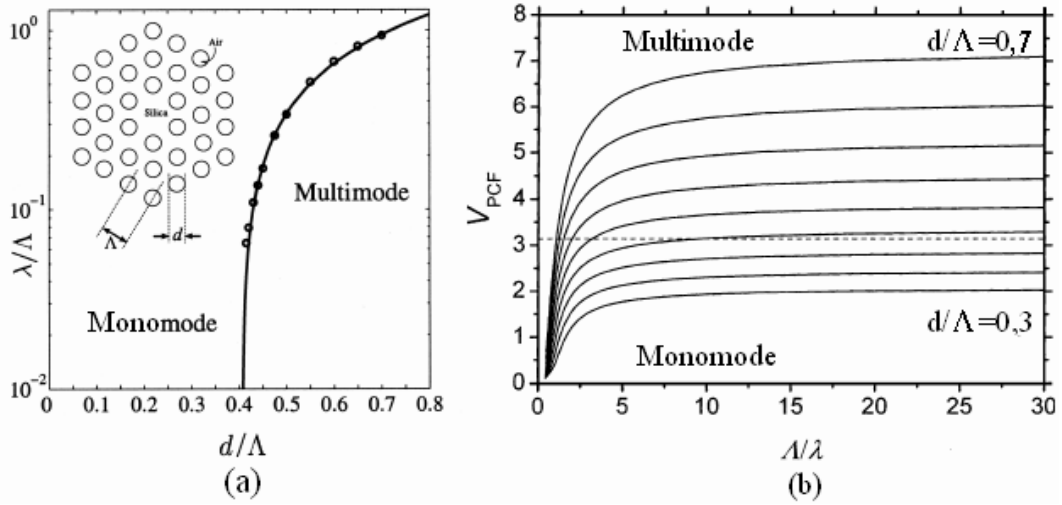 10⁰
10⁻¹
10⁻²
λ/Λ
Air
Silica
Λ
d
Multimode
Monomode
0 0.1 0.2 0.3 0.4 0.5 0.6 0.7 0.8
d/Λ
(a)
8
7
6
5
4
3
2
1
0
V_PCF
Multimode
d/Λ=0,7
d/Λ=0,3
Monomode
0 5 10 15 20 25 30
Λ/λ
(b)